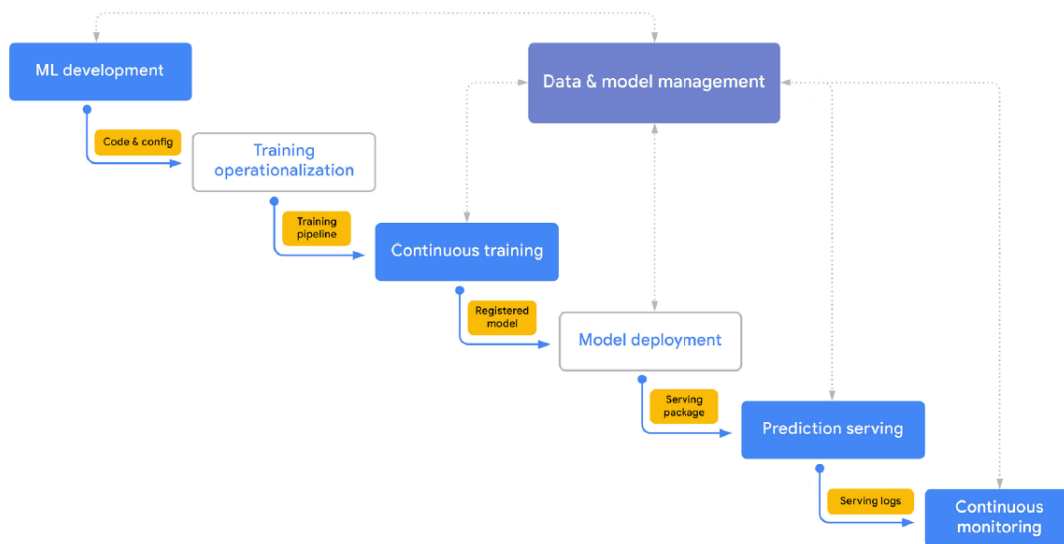 ML development
Data & model management
Code & config
Training
operationalization
Training
pipeline
Continuous training
Registered
model
Model deployment
Serving
package
Prediction serving
Serving logs
Continuous
monitoring